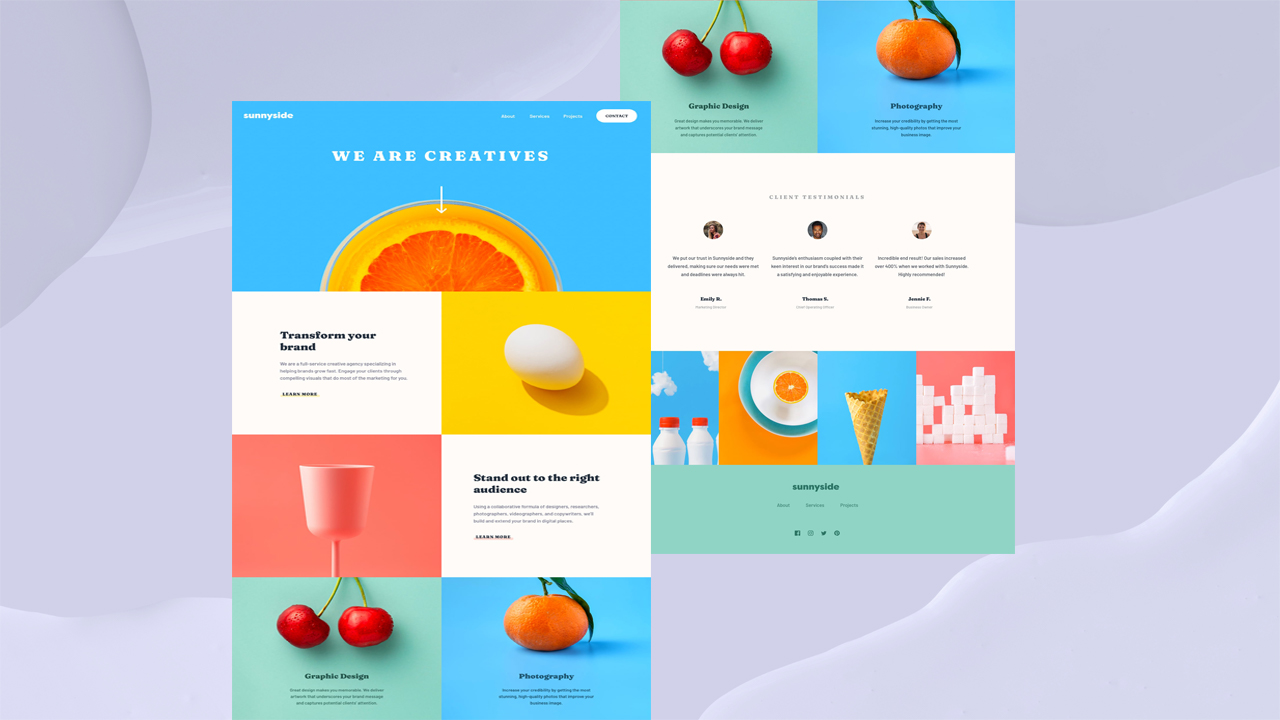 sunnyside
About Services Projects CONTACT
WE ARE CREATIVES
Transform your
brand
We are a full-service creative agency specializing in
helping brands grow fast. Engage your clients through
compelling visuals that do most of the marketing for you.
LEARN MORE
Stand out to the right
audience
Using a collaborative formula of designers, researchers,
photographers, videographers, and copywriters, we'll
build and extend your brand in digital places.
LEARN MORE
Graphic Design
Great design makes you memorable. We deliver
artwork that underscores your brand message
and captures potential clients' attention.
Photography
Increase your credibility by getting the most
stunning, high-quality photos that improve your
business image.
Graphic Design
Great design makes you memorable. We deliver
artwork that underscores your brand message
and captures potential clients' attention.
Photography
Increase your credibility by getting the most
stunning, high-quality photos that improve your
business image.
CLIENT TESTIMONIALS
We put our trust in Sunnyside and they
delivered, making sure our needs were met
and deadlines were always hit.
Emily R.
Marketing Director
Sunnyside's enthusiasm coupled with their
keen interest in our brand's success made it
a satisfying and enjoyable experience.
Thomas S.
Chief Operating Officer
Incredible end result! Our sales increased
over 400% when we worked with Sunnyside.
Highly recommended!
Jennie F.
Business Owner
sunnyside
About Services Projects